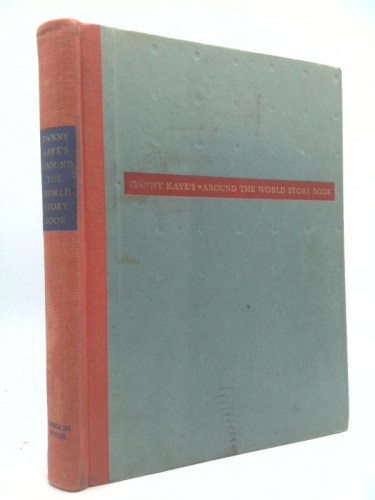 DANNY
KAYE'S
AROUND
THE
WORLD
STORY
BOOK
RANDOM
HOUSE
DANNY KAYE'S ★ AROUND THE WORLD STORY BOOK